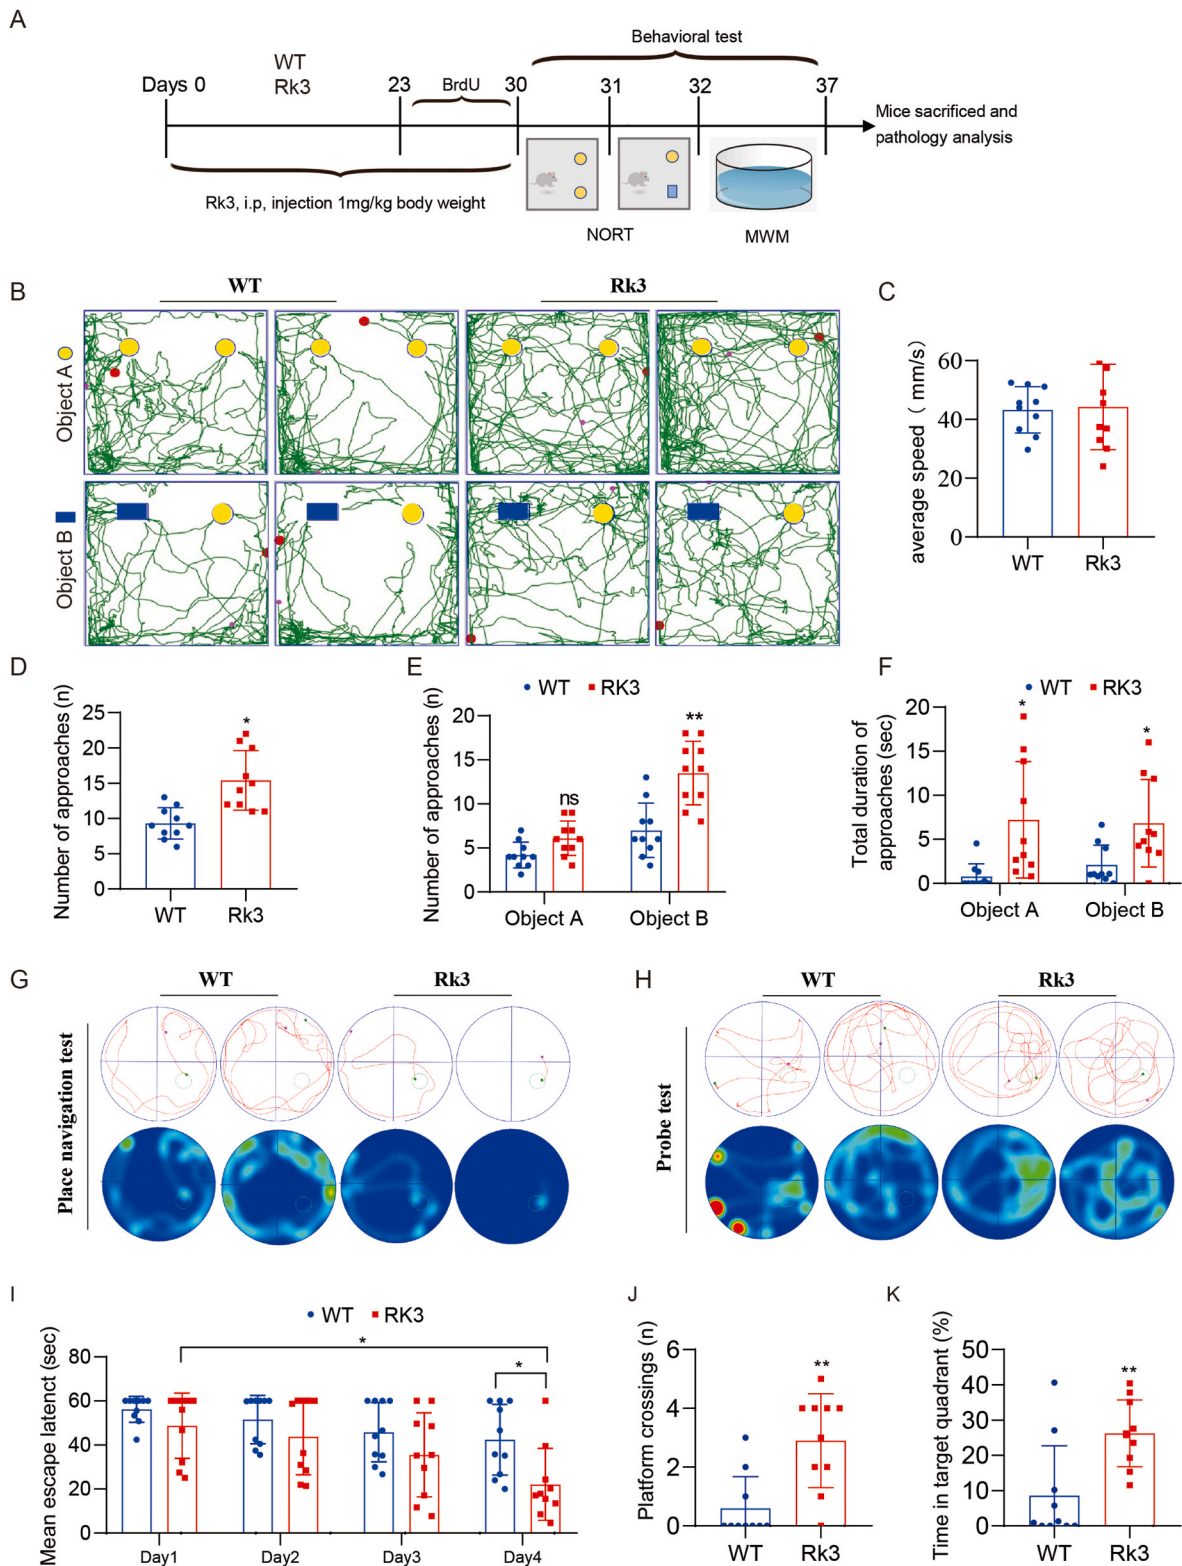 A
Behavioral test
WT
Rk3
Days 0
23
BrdU
30
31
32
37
Mice sacrificed and
pathology analysis
Rk3, i.p, injection 1mg/kg body weight
NORT
MWM
B
WT
Rk3
Object A
Object B
C
average speed ( mm/s)
60
40
20
0
WT
Rk3
D
Number of approaches (n)
25
20
15
10
5
0
*
WT
Rk3
E
WT
RK3
Number of approaches (n)
20
15
10
5
0
ns
**
Object A
Object B
F
WT
RK3
Total duration of
approaches (sec)
20
15
10
5
0
*
*
Object A
Object B
G
WT
Rk3
Place navigation test
H
WT
Rk3
Probe test
I
WT
RK3
Mean escape latenct (sec)
80
60
40
20
0
*
*
Day1
Day2
Day3
Day4
J
Platform crossings (n)
6
4
2
0
**
WT
Rk3
K
Time in target quadrant (%)
50
40
30
20
10
0
**
WT
Rk3